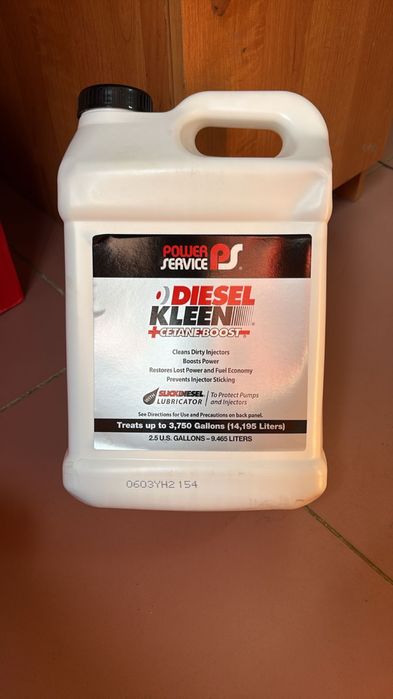 POWER
SERVICE PS
DIESEL
KLEEN
+CETANE BOOST
Cleans Dirty Injectors
Boosts Power
Restores Lost Power and Fuel Economy
Prevents Injector Sticking
WITH SLICKDIESEL LUBRICATOR
To Protect Pumps
and Injectors
See Directions for Use and Precautions on back panel.
Treats up to 3,750 Gallons (14,195 Liters)
2.5 U.S. GALLONS – 9.465 LITERS
0603YH2 154